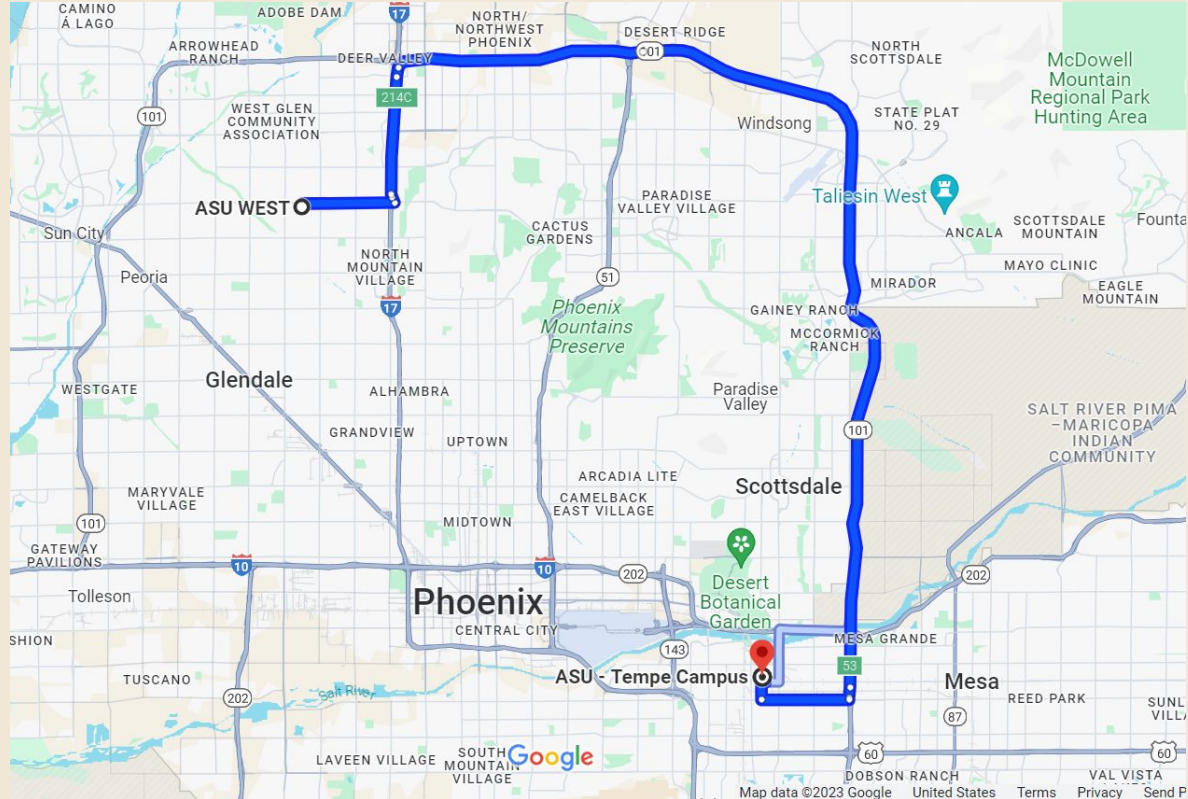 CAMINO
Á LAGO
ADOBE DAM
17
NORTH/
NORTHWEST
PHOENIX
DESERT RIDGE
ARROWHEAD
RANCH
DEER VALLEY
NORTH
SCOTTSDALE
McDowell
Mountain
Regional Park
Hunting Area
214C
101
WEST GLEN
COMMUNITY
ASSOCIATION
Windsong
STATE PLAT
NO. 29
ASU WEST
PARADISE
VALLEY VILLAGE
Taliesin West
Sun City
CACTUS
GARDENS
ANCALA
SCOTTSDALE
MOUNTAIN
Founta
Peoria
NORTH
MOUNTAIN
VILLAGE
51
MAYO CLINIC
MIRADOR
EAGLE
MOUNTAIN
17
Phoenix
Mountains
Preserve
GAINEY RANCH
MCCORMICK
RANCH
Glendale
WESTGATE
ALHAMBRA
Paradise
Valley
GRANDVIEW
UPTOWN
101
SALT RIVER PIMA
–MARICOPA
INDIAN
COMMUNITY
ARCADIA LITE
Scottsdale
MARYVALE
VILLAGE
CAMELBACK
EAST VILLAGE
101
MIDTOWN
GATEWAY
PAVILIONS
10
10
202
202
Tolleson
Phoenix
Desert
Botanical
Garden
SHION
CENTRAL CITY
MESA GRANDE
143
53
TUSCANO
ASU - Tempe Campus
Mesa
202
Salt River
REED PARK
SUNL
VILLA
87
LAVEEN VILLAGE
SOUTH
MOUNTAIN
VILLAGE
Google
60
60
DOBSON RANCH
VAL VISTA
Map data ©2023 Google United States Terms Privacy Send F